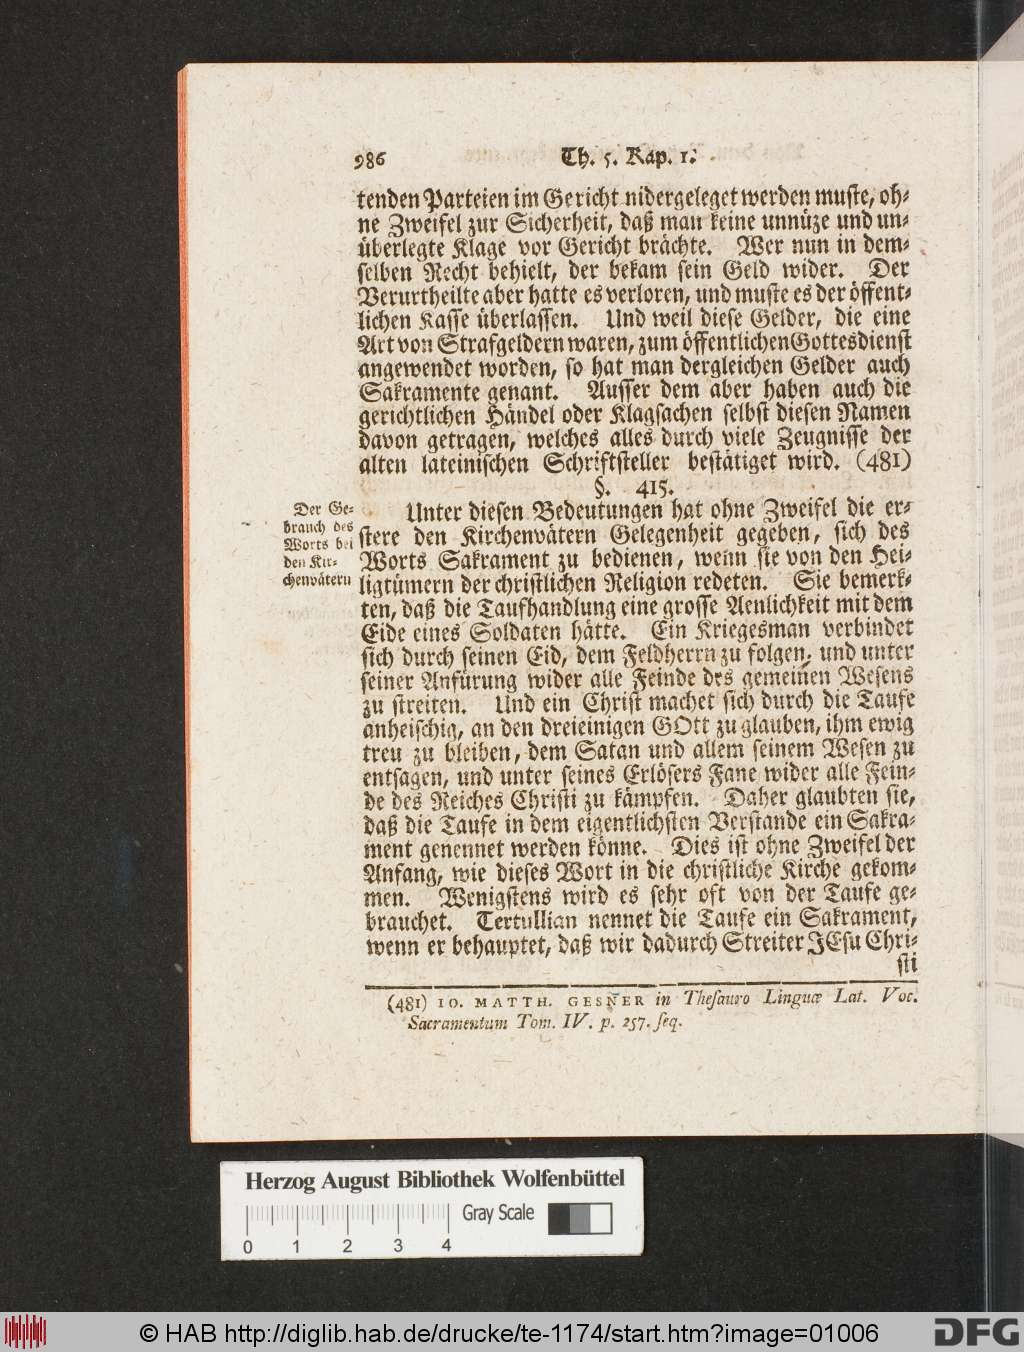 986 Th. 5. Kap. 1.
tenden Parteien im Gericht nidergeleget werden muste, oh-
ne Zweifel zur Sicherheit, daß man keine unnüze und un-
überlegte Klage vor Gericht brächte. Wer nun in dem-
selben Recht behielt, der bekam sein Geld wider. Der
Verurtheilte aber hatte es verloren, und muste es der öffent-
lichen Kasse überlassen. Und weil diese Gelder, die eine
Art von Strafgeldern waren, zum öffentlichen Gottesdienst
angewendet worden, so hat man dergleichen Gelder auch
Sakramente genant. Ausser dem aber haben auch die
gerichtlichen Händel oder Klagsachen selbst diesen Namen
davon getragen, welches alles durch viele Zeugnisse der
alten lateinischen Schriftsteller bestätiget wird. (481)
§. 415.
Der Ge-
brauch des
Worts bei
den Kir-
chenvätern
Unter diesen Bedeutungen hat ohne Zweifel die er-
stere den Kirchenvätern Gelegenheit gegeben, sich des
Worts Sakrament zu bedienen, wenn sie von den Hei-
ligtümern der christlichen Religion redeten. Sie bemerk-
ten, daß die Taufhandlung eine grosse Aenlichkeit mit dem
Eide eines Soldaten hätte. Ein Kriegesman verbindet
sich durch seinen Eid, dem Feldherrn zu folgen, und unter
seiner Anfürung wider alle Feinde des gemeinen Wesens
zu streiten. Und ein Christ machet sich durch die Taufe
anheischig, an den dreieinigen GOtt zu glauben, ihm ewig
treu zu bleiben, dem Satan und allem seinem Wesen zu
entsagen, und unter seines Erlösers Fane wider alle Fein-
de des Reiches Christi zu kämpfen. Daher glaubten sie,
daß die Taufe in dem eigentlichsten Verstande ein Sakra-
ment genennet werden könne. Dies ist ohne Zweifel der
Anfang, wie dieses Wort in die christliche Kirche gekom-
men. Wenigstens wird es sehr oft von der Taufe ge-
brauchet. Tertullian nennet die Taufe ein Sakrament,
wenn er behauptet, daß wir dadurch Streiter JEsu Chri-
sti
(481) IO. MATTH. GESNER in Thesauro Linguæ Lat. Voc.
Sacramentum Tom. IV. p. 257. seq.
Herzog August Bibliothek Wolfenbüttel
Gray Scale
0 1 2 3 4
© HAB http://diglib.hab.de/drucke/te-1174/start.htm?image=01006
DFG